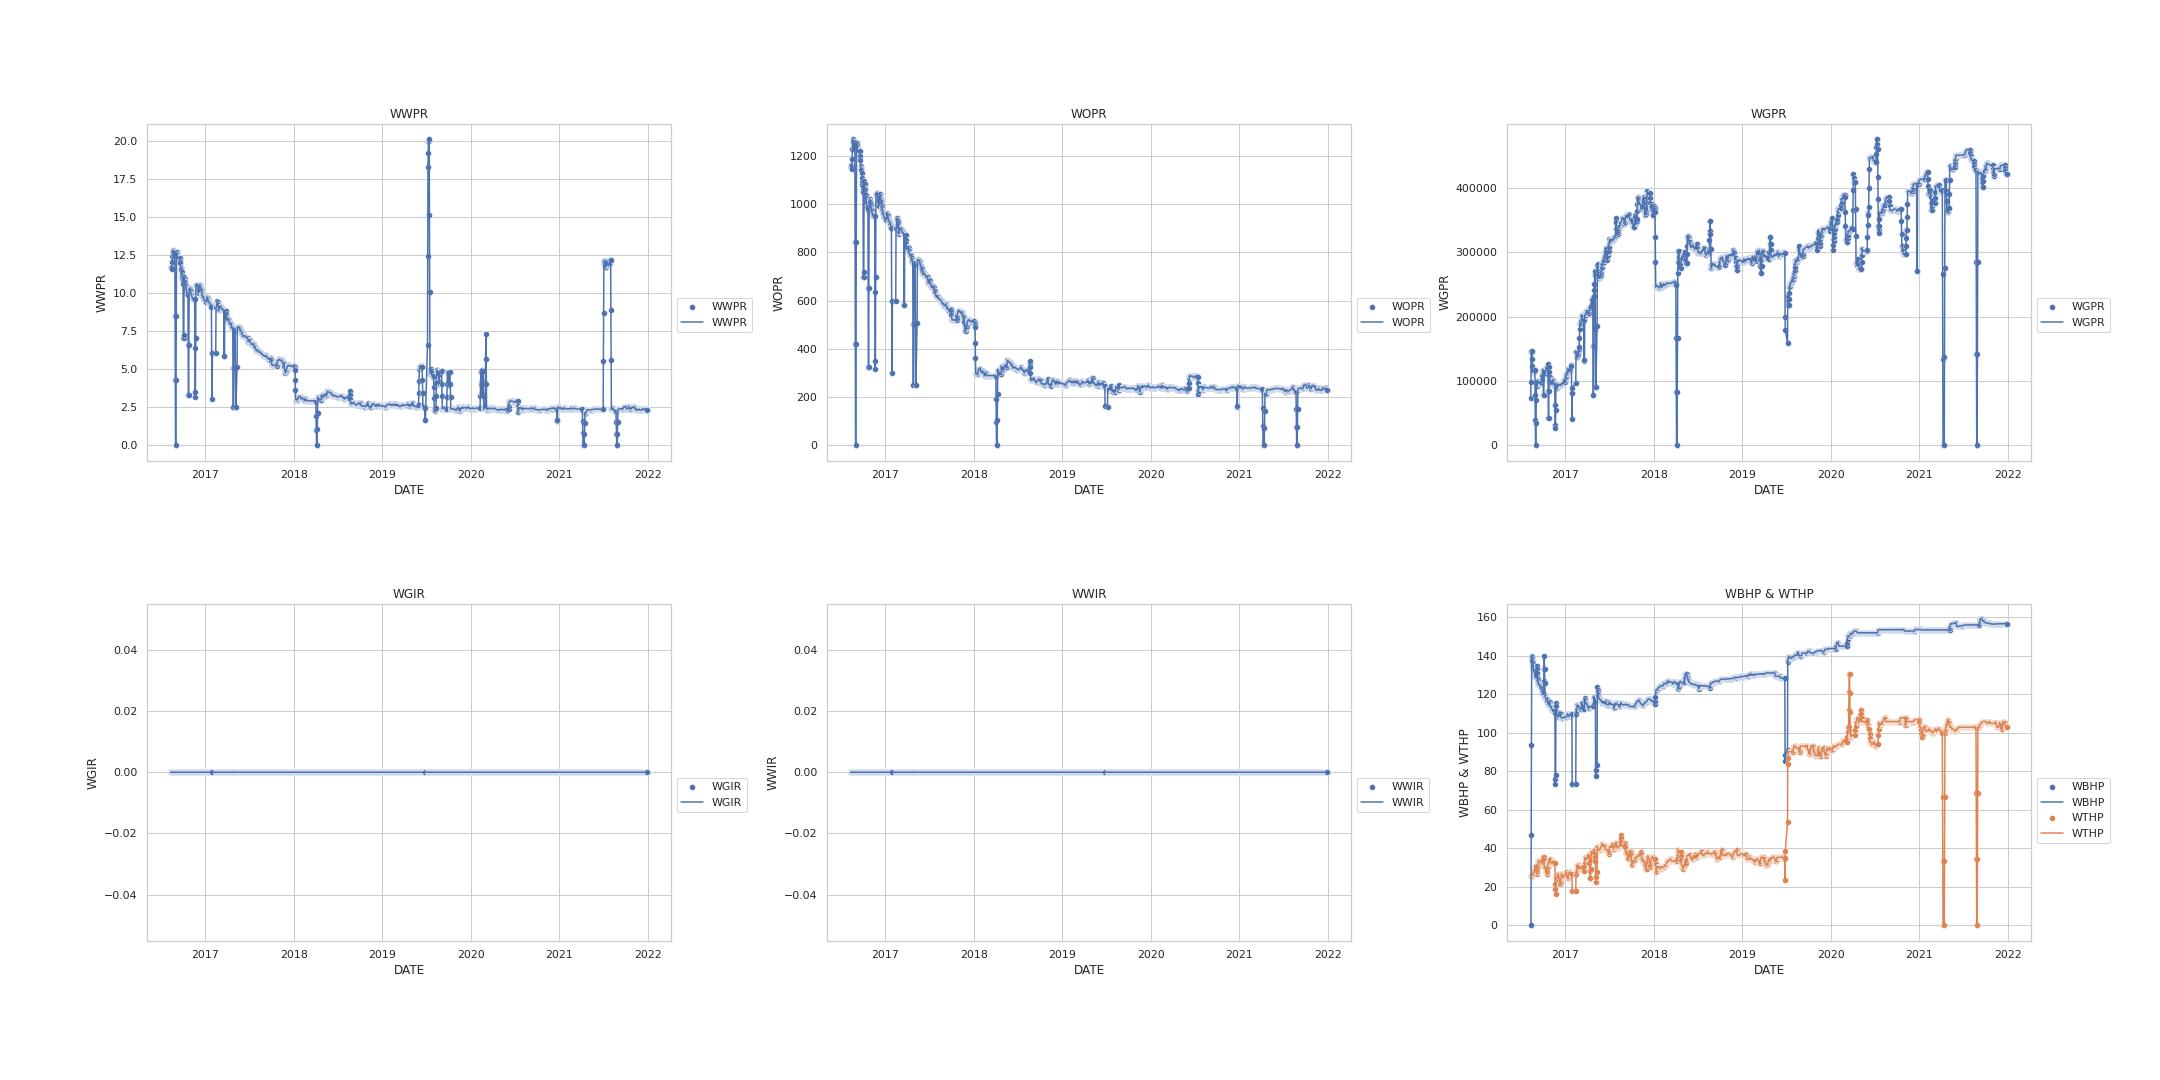 WWPR
WWPR
20.0
17.5
15.0
12.5
10.0
7.5
5.0
2.5
0.0
2017 2018 2019 2020 2021 2022
DATE
WWPR
WWPR
WOPR
WOPR
1200
1000
800
600
400
200
0
2017 2018 2019 2020 2021 2022
DATE
WOPR
WOPR
WGPR
WGPR
400000
300000
200000
100000
0
2017 2018 2019 2020 2021 2022
DATE
WGPR
WGPR
WGIR
WGIR
0.04
0.02
0.00
−0.02
−0.04
2017 2018 2019 2020 2021 2022
DATE
WGIR
WGIR
WWIR
WWIR
0.04
0.02
0.00
−0.02
−0.04
2017 2018 2019 2020 2021 2022
DATE
WWIR
WWIR
WBHP & WTHP
WBHP & WTHP
160
140
120
100
80
60
40
20
0
2017 2018 2019 2020 2021 2022
DATE
WBHP
WBHP
WTHP
WTHP